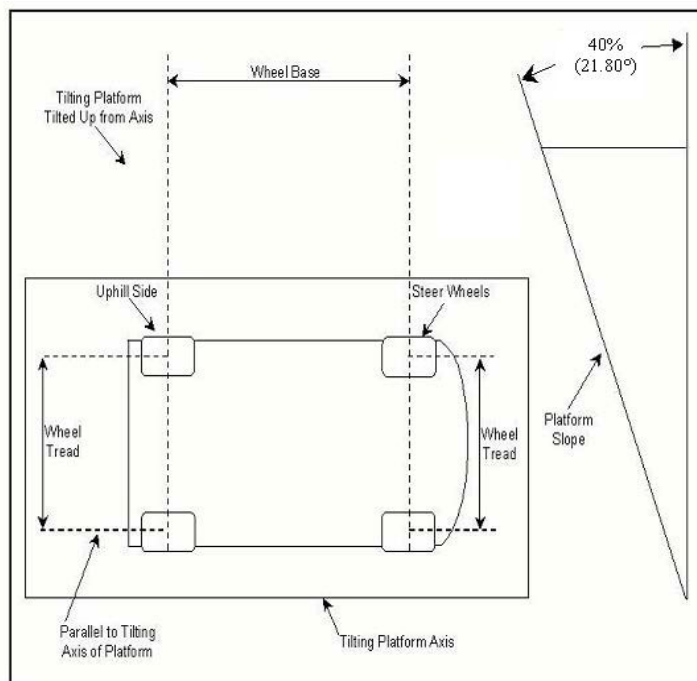 40%
(21.80°)
Wheel Base
Tilting Platform
Tilted Up from Axis
Uphill Side
Steer Wheels
Wheel
Tread
Wheel
Tread
Platform
Slope
Parallel to Tilting
Axis of Platform
Tilting Platform Axis